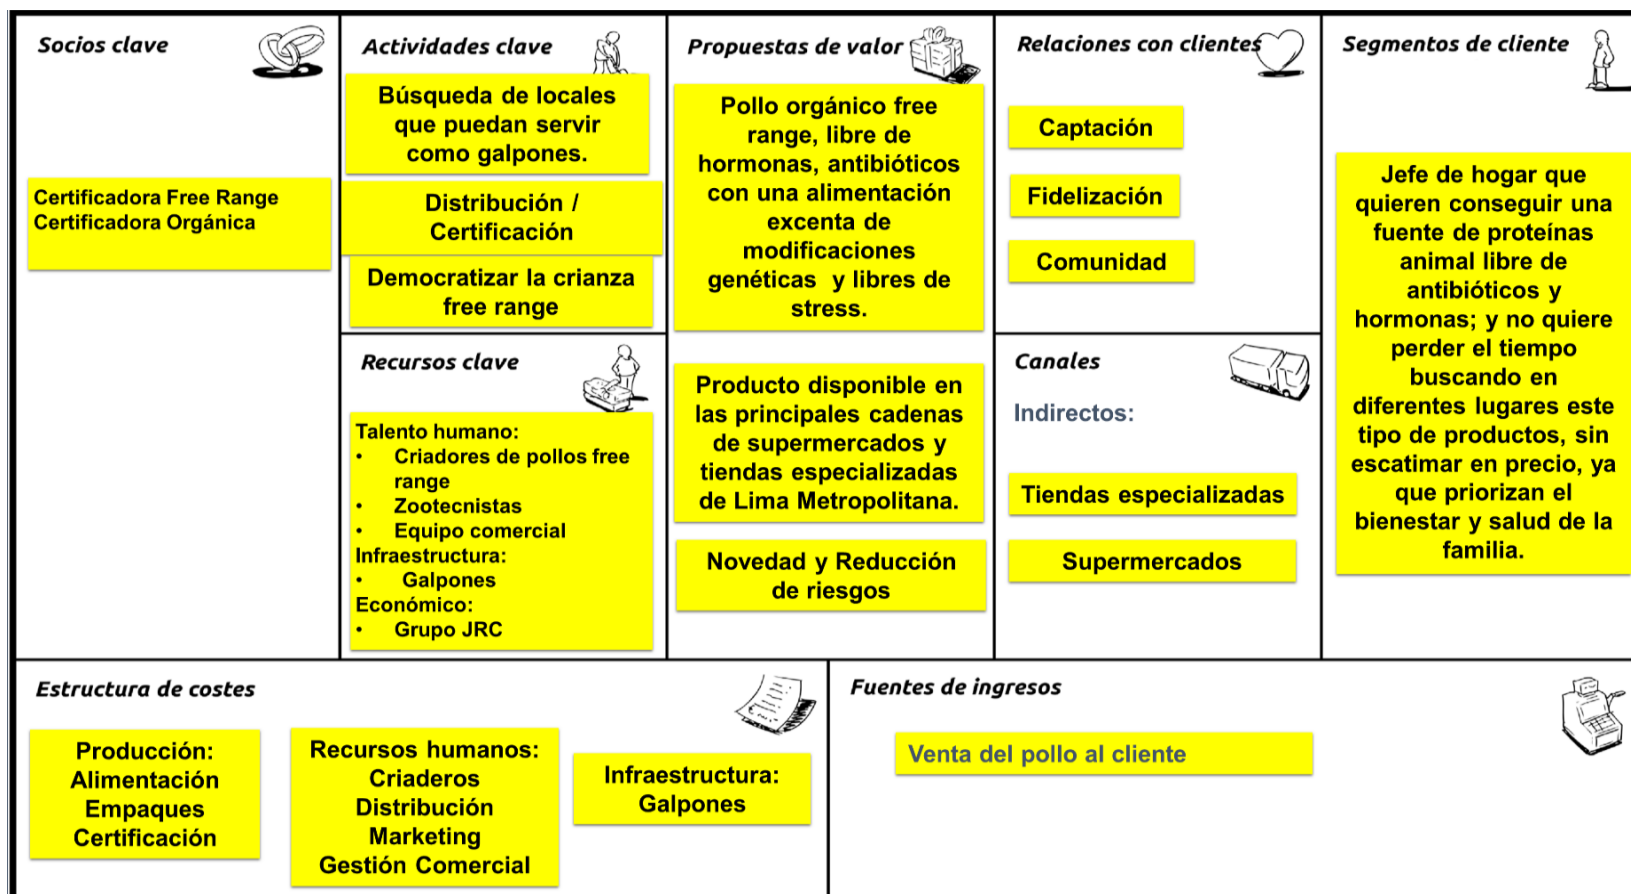 Socios clave
Certificadora Free Range
Certificadora Orgánica
Actividades clave
Búsqueda de locales
que puedan servir
como galpones.
Distribución /
Certificación
Democratizar la crianza
free range
Recursos clave
Talento humano:
• Criadores de pollos free
range
• Zootecnistas
• Equipo comercial
Infraestructura:
• Galpones
Económico:
• Grupo JRC
Propuestas de valor
Pollo orgánico free
range, libre de
hormonas, antibióticos
con una alimentación
excenta de
modificaciones
genéticas y libres de
stress.
Producto disponible en
las principales cadenas
de supermercados y
tiendas especializadas
de Lima Metropolitana.
Novedad y Reducción
de riesgos
Relaciones con clientes
Captación
Fidelización
Comunidad
Canales
Indirectos:
Tiendas especializadas
Supermercados
Segmentos de cliente
Jefe de hogar que
quieren conseguir una
fuente de proteínas
animal libre de
antibióticos y
hormonas; y no quiere
perder el tiempo
buscando en
diferentes lugares este
tipo de productos, sin
escatimar en precio, ya
que priorizan el
bienestar y salud de la
familia.
Estructura de costes
Producción:
Alimentación
Empaques
Certificación
Recursos humanos:
Criaderos
Distribución
Marketing
Gestión Comercial
Infraestructura:
Galpones
Fuentes de ingresos
Venta del pollo al cliente